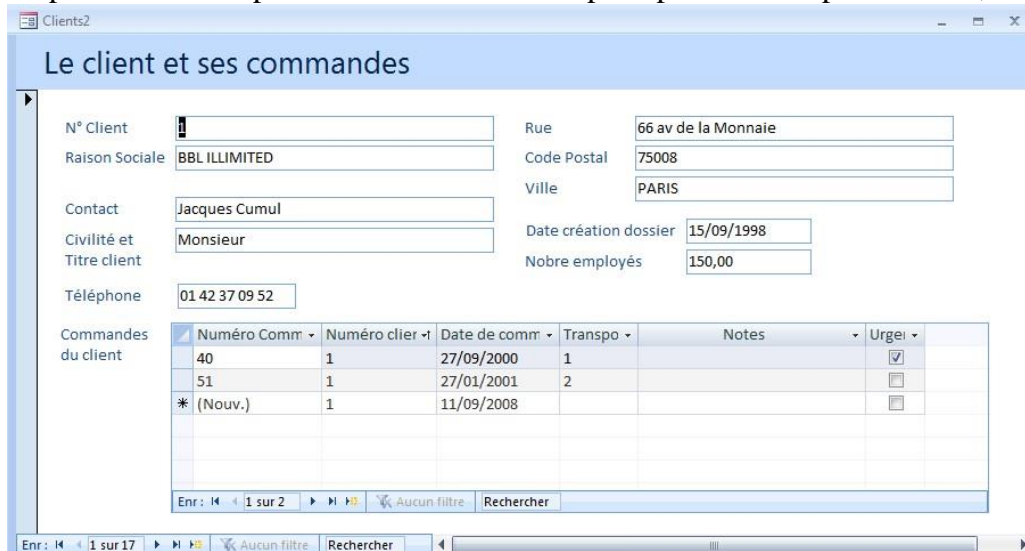 Clients2
Le client et ses commandes
N° Client 1 Rue 66 av de la Monnaie
Raison Sociale BBL ILLIMITED Code Postal 75008
Ville PARIS
Contact Jacques Cumul
Civilité et Titre client Monsieur
Date création dossier 15/09/1998
Nobre employés 150,00
Téléphone 01 42 37 09 52
Commandes du client
Numéro Comm Numéro clier Date de comm Transpo Notes Urger
40 1 27/09/2000 1
51 1 27/01/2001 2
* (Nouv.) 1 11/09/2008
Enr : 1 sur 2 Aucun filtre Rechercher
Enr : 1 sur 17 Aucun filtre Rechercher